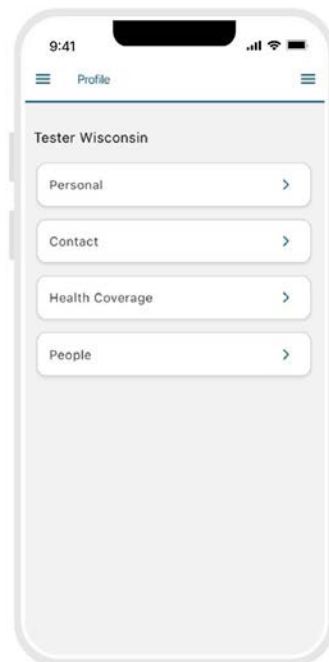 9:41
Profile
Tester Wisconsin
Personal
Contact
Health Coverage
People